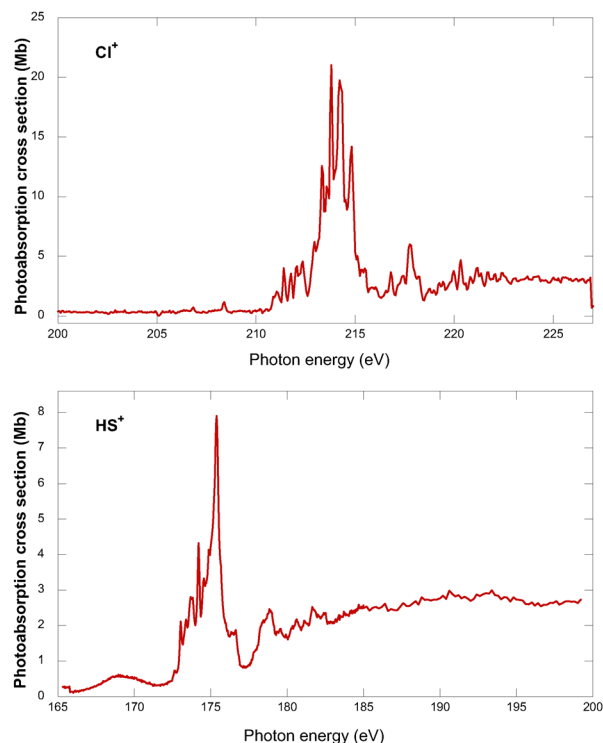 25
20
15
10
5
0
Photoabsorption cross section (Mb)
Cl⁺
200 205 210 215 220 225
Photon energy (eV)
8
7
6
5
4
3
2
1
0
Photoabsorption cross section (Mb)
HS⁺
165 170 175 180 185 190 195 200
Photon energy (eV)